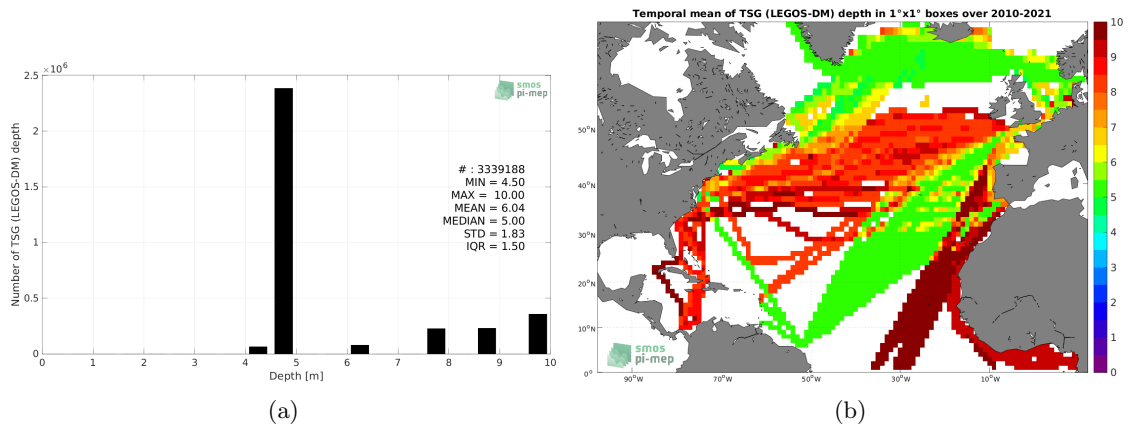 ×10⁶
2.5
2
1.5
1
0.5
0
Number of TSG (LEGOS-DM) depth
smos
pi-mep
# : 3339188
MIN = 4.50
MAX = 10.00
MEAN = 6.04
MEDIAN = 5.00
STD = 1.83
IQR = 1.50
0 1 2 3 4 5 6 7 8 9 10
Depth [m]
(a)
Temporal mean of TSG (LEGOS-DM) depth in 1°x1° boxes over 2010-2021
50°N
40°N
30°N
20°N
10°N
0°
90°W 70°W 50°W 30°W 10°W
smos
pi-mep
10
9
8
7
6
5
4
3
2
1
0
(b)